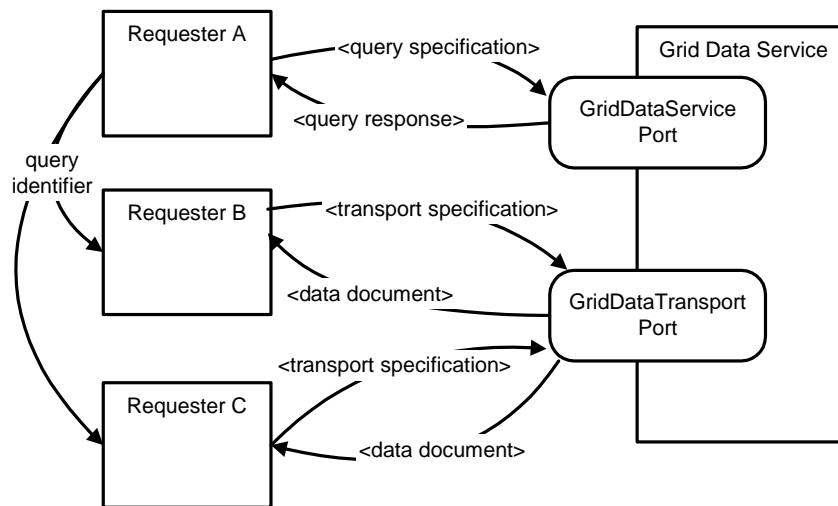 Requester A
<query specification>
Grid Data Service
GridDataService
Port
<query response>
query
identifier
Requester B
<transport specification>
<data document>
GridDataTransport
Port
<transport specification>
Requester C
<data document>